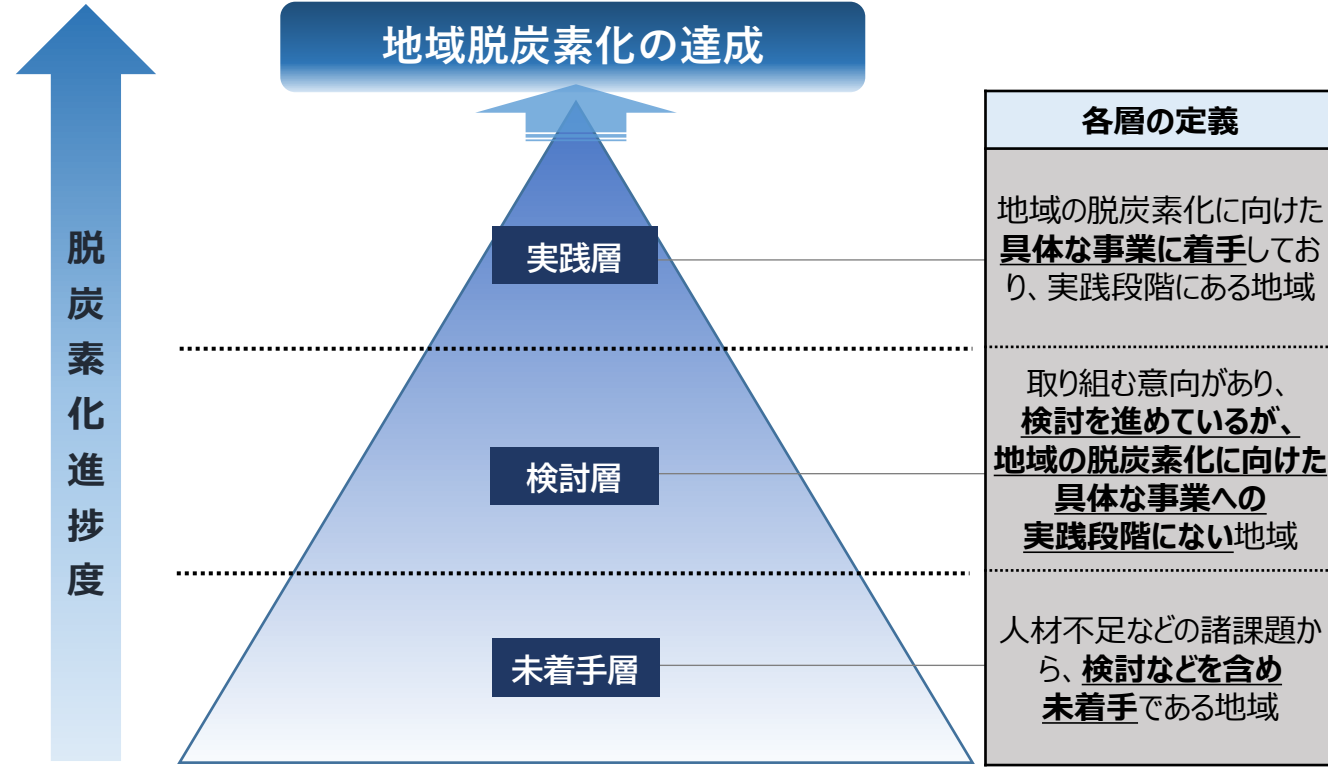 地域脱炭素化の達成
脱炭素化進捗度
実践層
検討層
未着手層
各層の定義
地域の脱炭素化に向けた
具体な事業に着手してお
り、実践段階にある地域
取り組む意向があり、
検討を進めているが、
地域の脱炭素化に向けた
具体な事業への
実践段階にない地域
人材不足などの諸課題か
ら、検討などを含め
未着手である地域